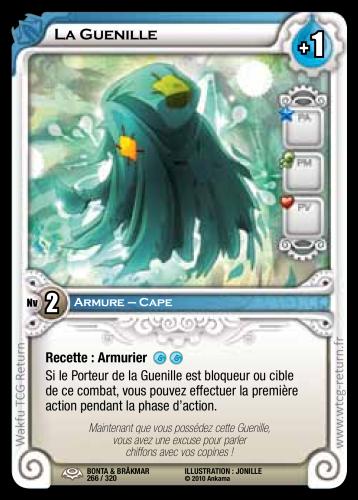 La Guenille
+1
PA
PM
PV
Nv 2 Armure – Cape
Recette : Armurier
Si le Porteur de la Guenille est bloqueur ou cible
de ce combat, vous pouvez effectuer la première
action pendant la phase d'action.
Maintenant que vous possédez cette Guenille,
vous avez une excuse pour parler
chiffons avec vos copines !
Wakfu TCG Return
www.wtcg-return.fr
BONTA & BRÂKMAR ILLUSTRATION : JONILLE
266 / 320 © 2010 Ankama